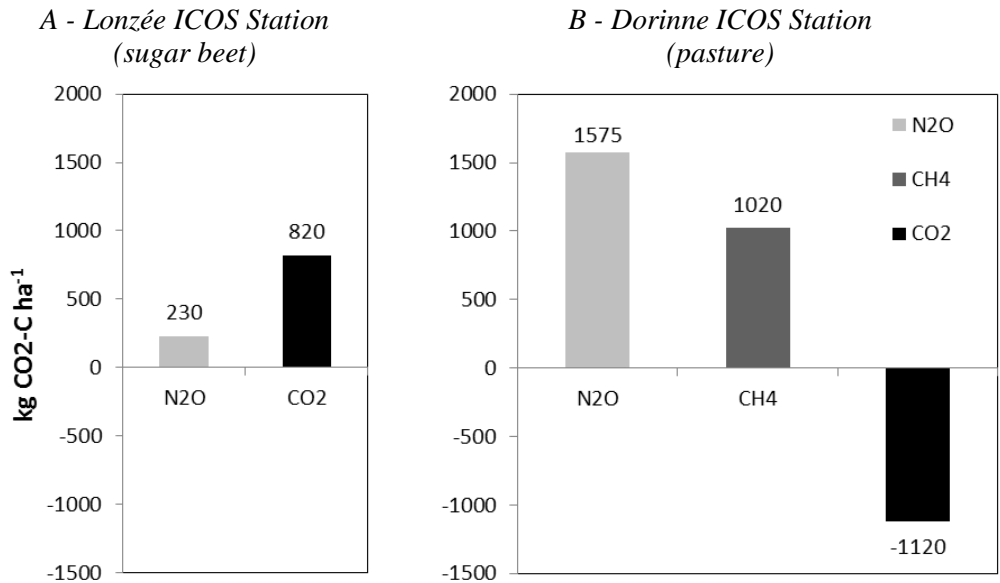 A - Lonzée ICOS Station
(sugar beet)
B - Dorinne ICOS Station
(pasture)
kg CO2-C ha-1
2000
1500
1000
500
0
-500
-1000
-1500
230
820
N2O
CO2
2000
1500
1000
500
0
-500
-1000
-1500
1575
1020
-1120
N2O
CH4
N2O
CH4
CO2